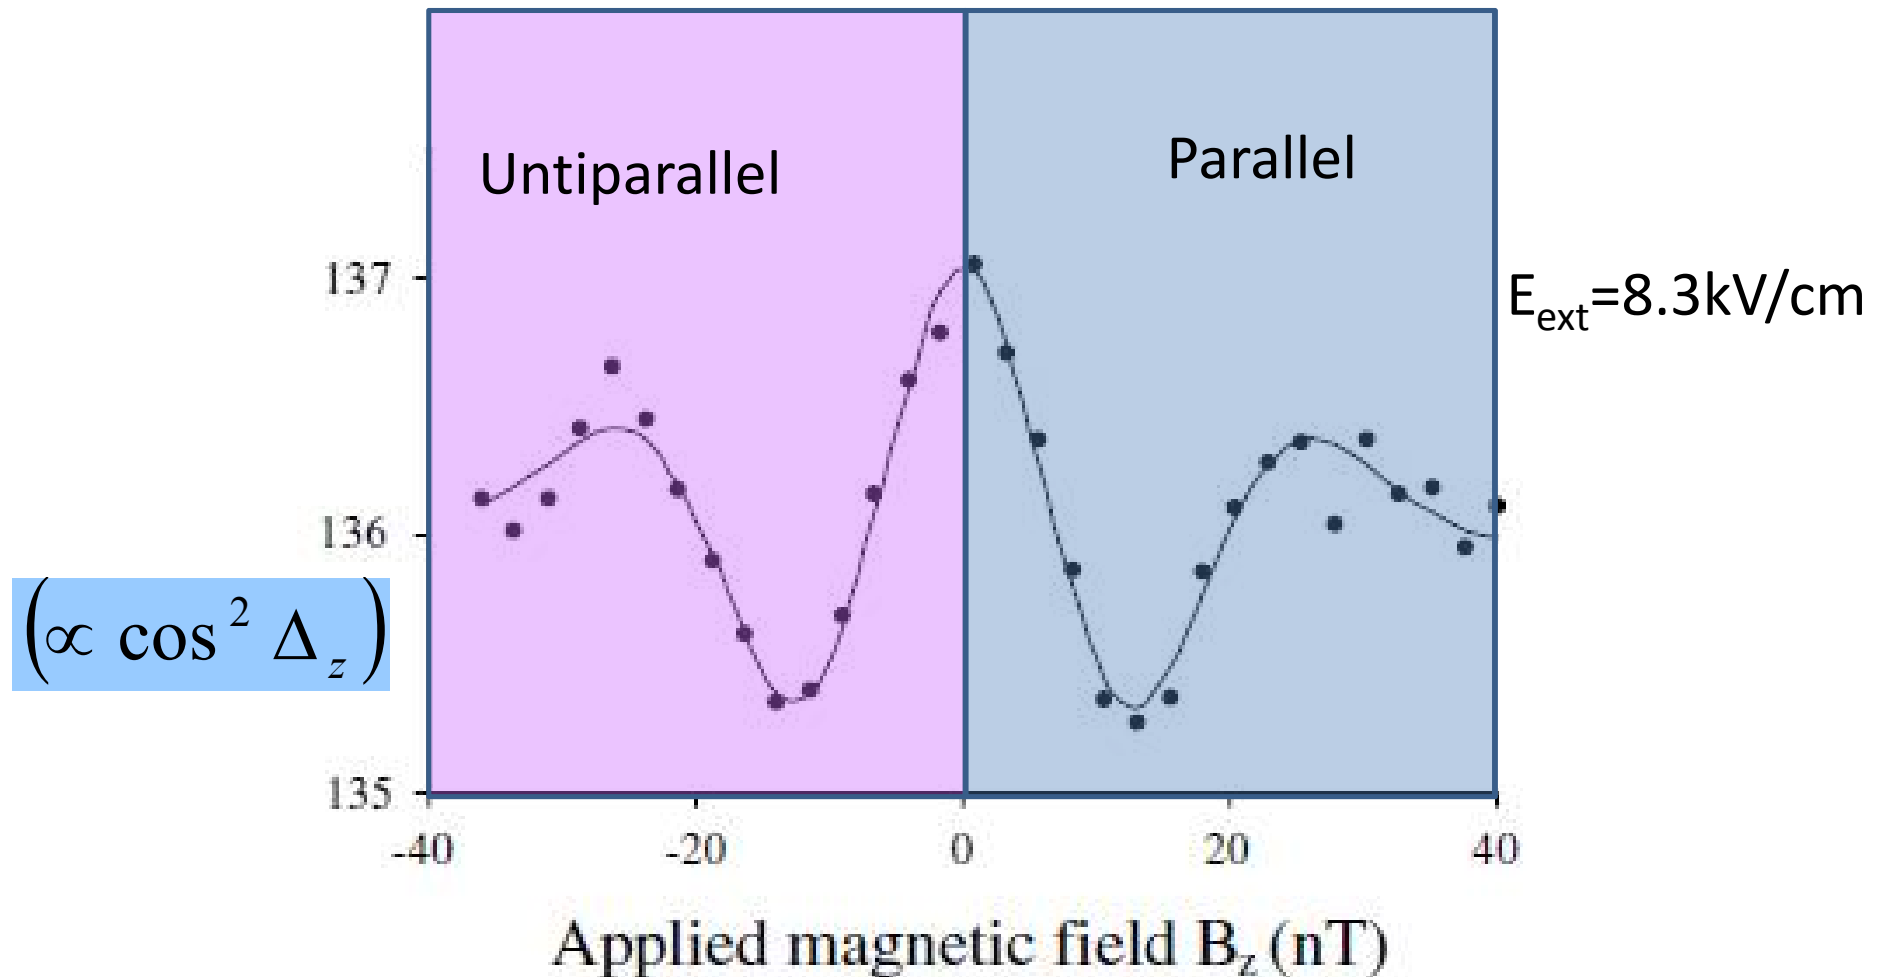 Untiparallel
Parallel
137
E_ext=8.3kV/cm
136
(∝ cos² Δ_z)
135
-40 -20 0 20 40
Applied magnetic field B_z (nT)